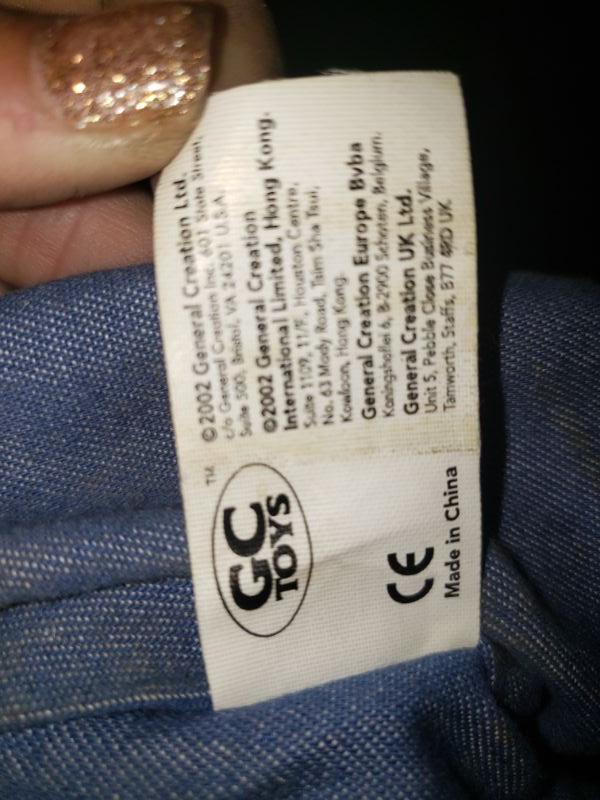 ©2002 General Creation Ltd.
c/o General Creation Inc. 601 State Street,
Suite 500, Bristol, VA 24201 U.S.A.
©2002 General Creation
International Limited, Hong Kong.
Suite 1109, 11/F, Houston Centre,
No. 63 Mody Road, Tsim Sha Tsui,
Kowloon, Hong Kong.
General Creation Europe Bvba
Koningshoflei 6, B-2900 Schoten, Belgium.
General Creation UK Ltd.
Unit 5, Pebble Close Business Village,
Tamworth, Staffs, B77 4RD UK
TM
GC
TOYS
CE
Made in China